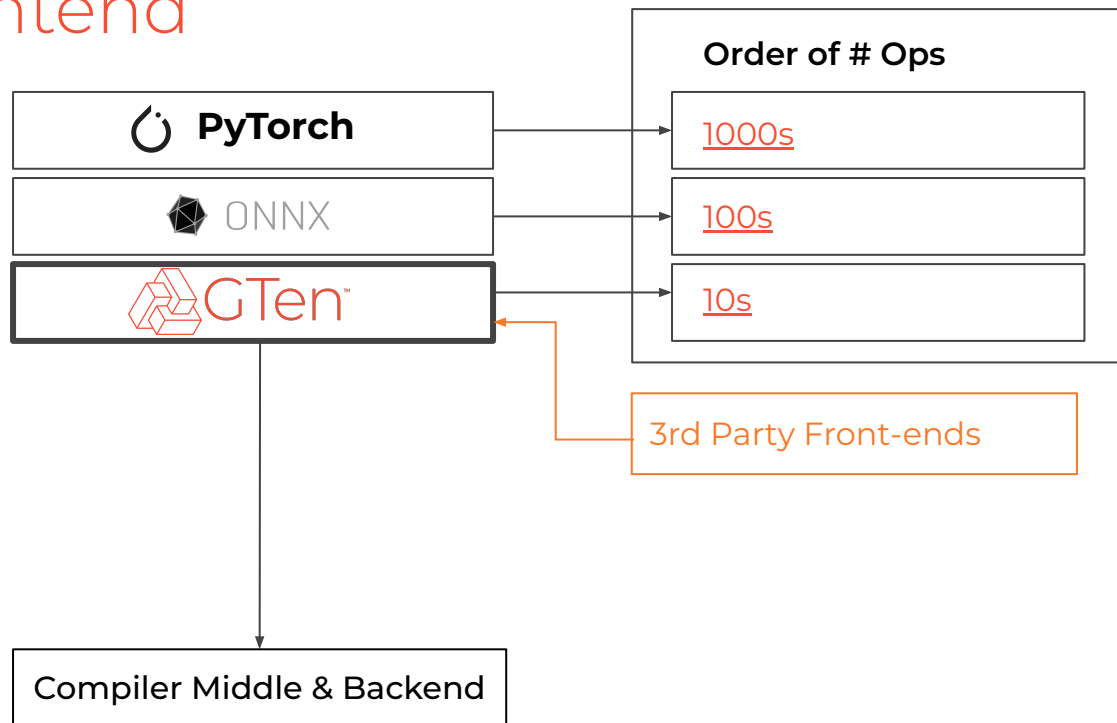 ntend
Order of # Ops
PyTorch
1000s
ONNX
100s
GTen™
10s
3rd Party Front-ends
Compiler Middle & Backend